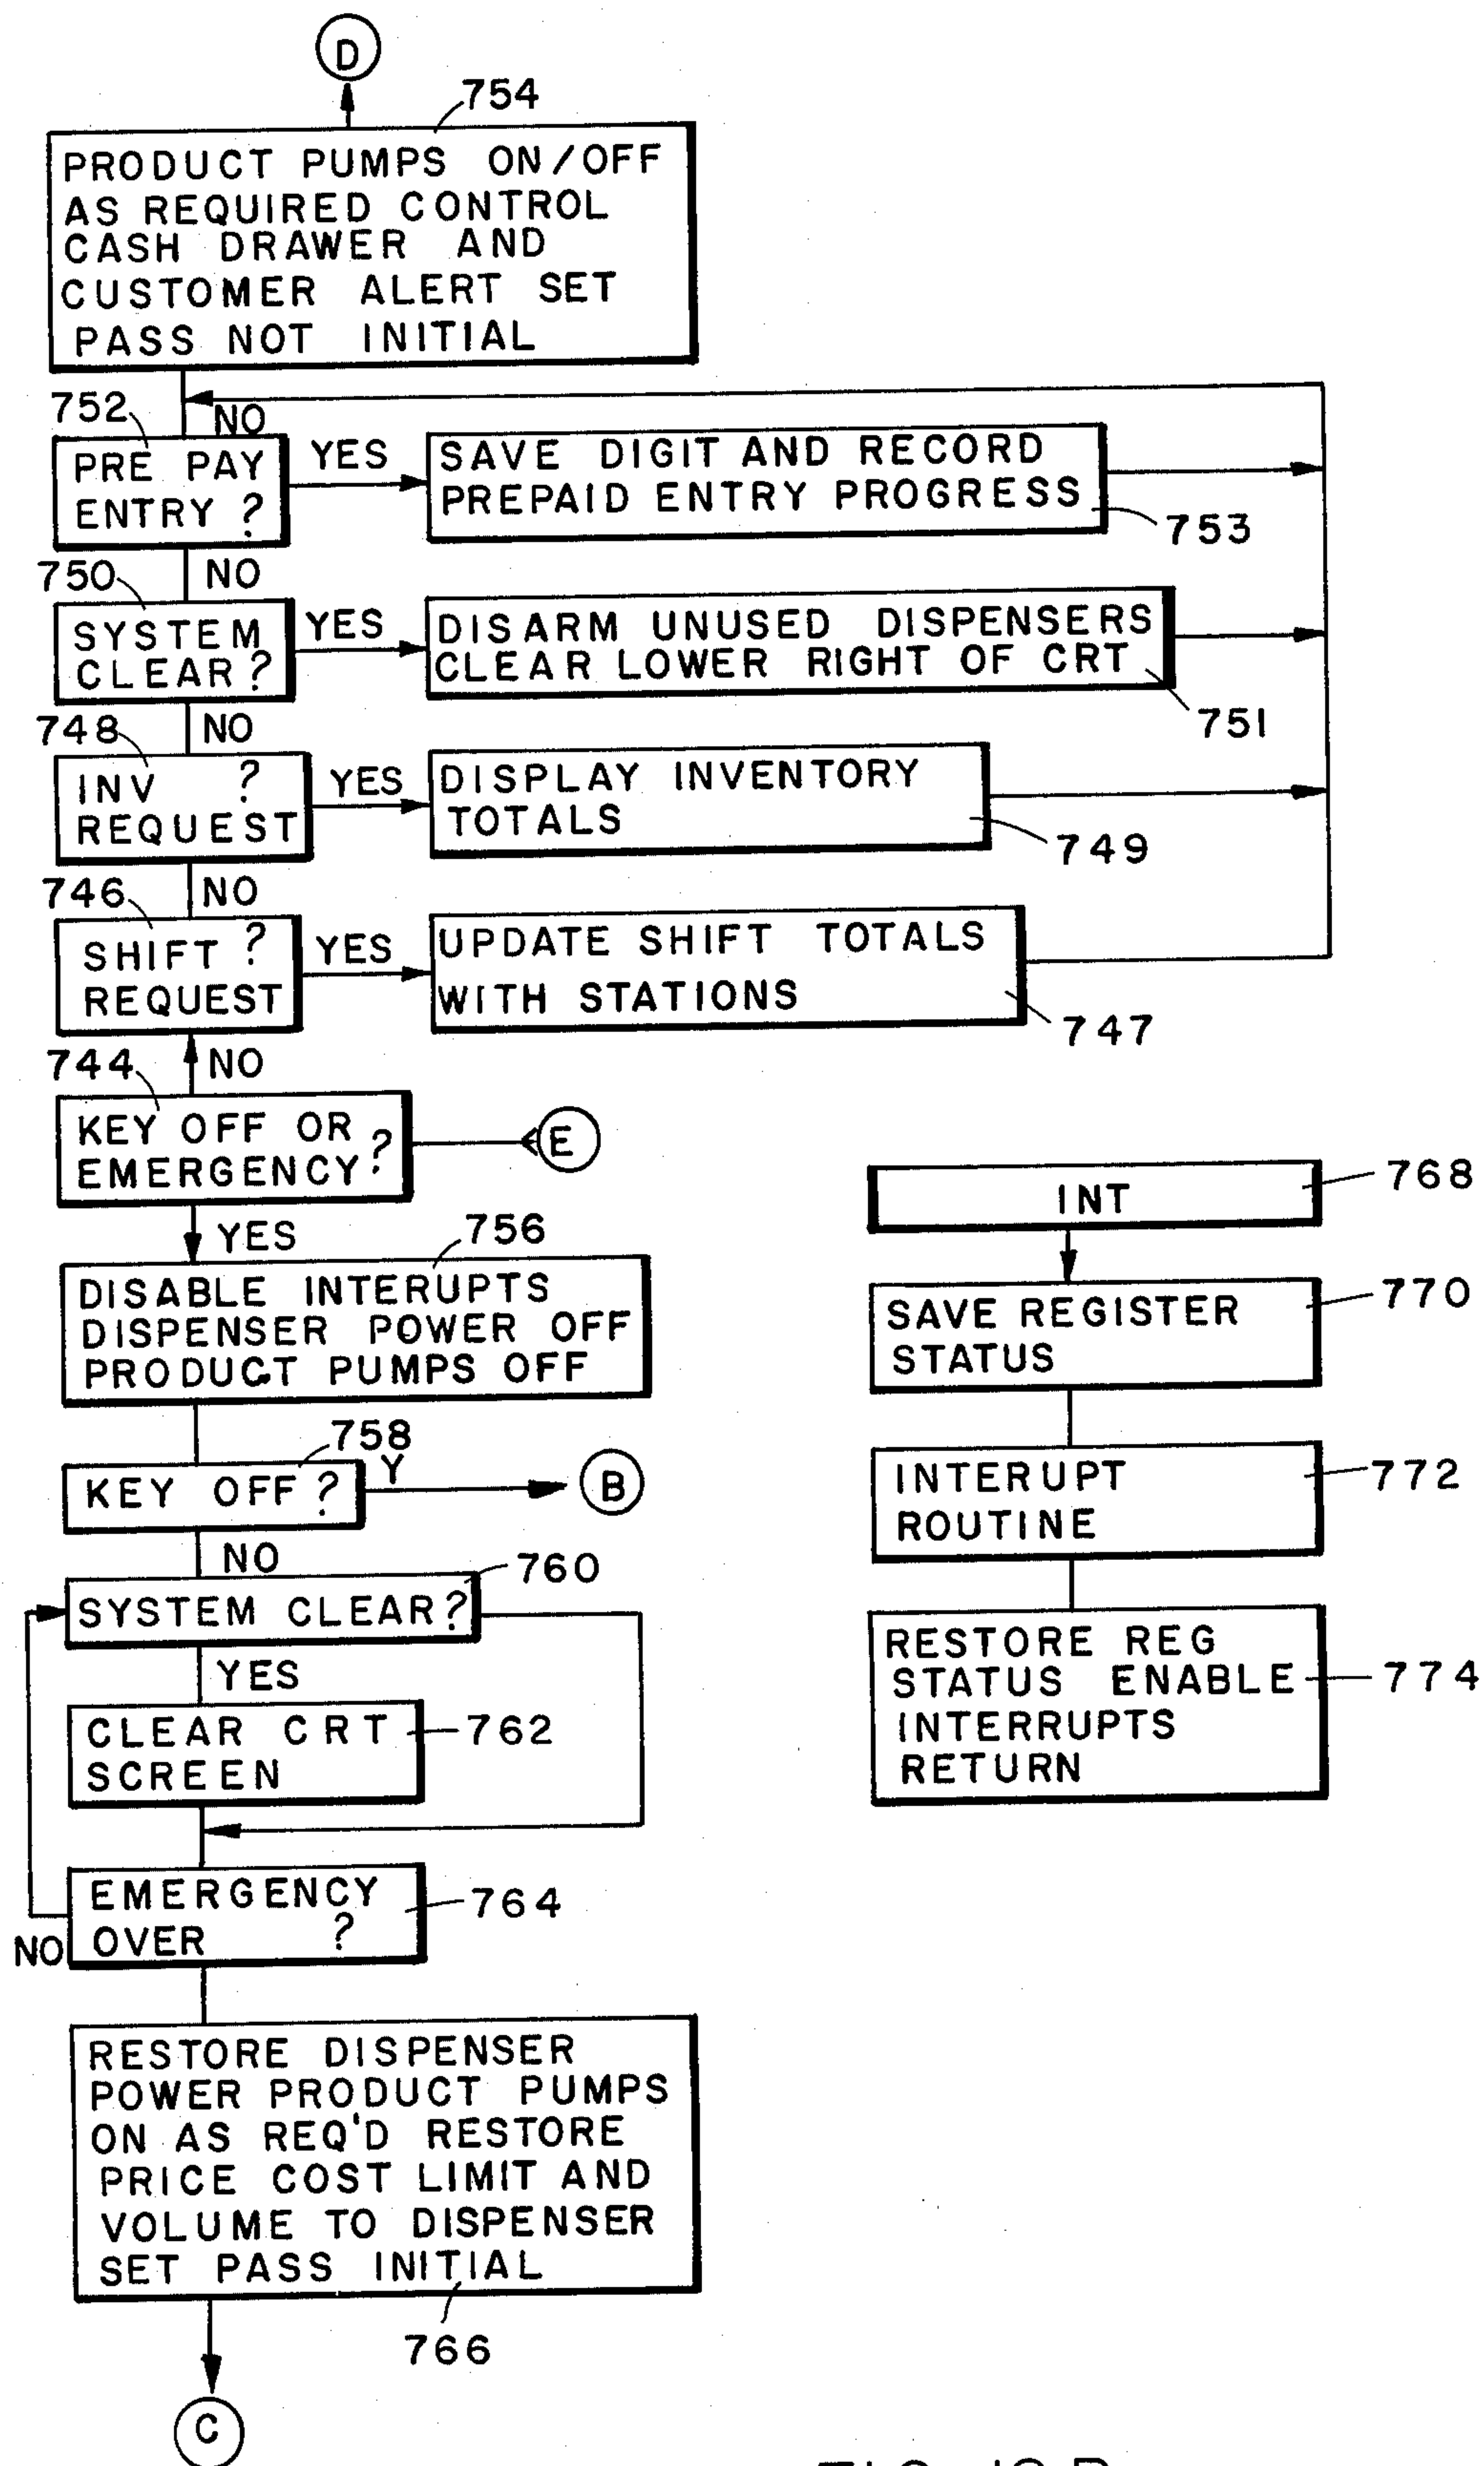 D
754
PRODUCT PUMPS ON/OFF
AS REQUIRED CONTROL
CASH DRAWER AND
CUSTOMER ALERT SET
PASS NOT INITIAL
752
NO
PRE PAY
ENTRY ?
YES
SAVE DIGIT AND RECORD
PREPAID ENTRY PROGRESS
753
750
NO
SYSTEM
CLEAR ?
YES
DISARM UNUSED DISPENSERS
CLEAR LOWER RIGHT OF CRT
751
748
NO
INV ?
REQUEST
YES
DISPLAY INVENTORY
TOTALS
749
746
NO
SHIFT ?
REQUEST
YES
UPDATE SHIFT TOTALS
WITH STATIONS
747
744
NO
KEY OFF OR
EMERGENCY ?
E
YES
756
DISABLE INTERUPTS
DISPENSER POWER OFF
PRODUCT PUMPS OFF
758
KEY OFF ?
Y
B
NO
760
SYSTEM CLEAR ?
YES
CLEAR CRT
SCREEN
762
EMERGENCY
OVER ?
764
NO
RESTORE DISPENSER
POWER PRODUCT PUMPS
ON AS REQ'D RESTORE
PRICE COST LIMIT AND
VOLUME TO DISPENSER
SET PASS INITIAL
766
C
INT
768
SAVE REGISTER
STATUS
770
INTERUPT
ROUTINE
772
RESTORE REG
STATUS ENABLE
INTERRUPTS
RETURN
774